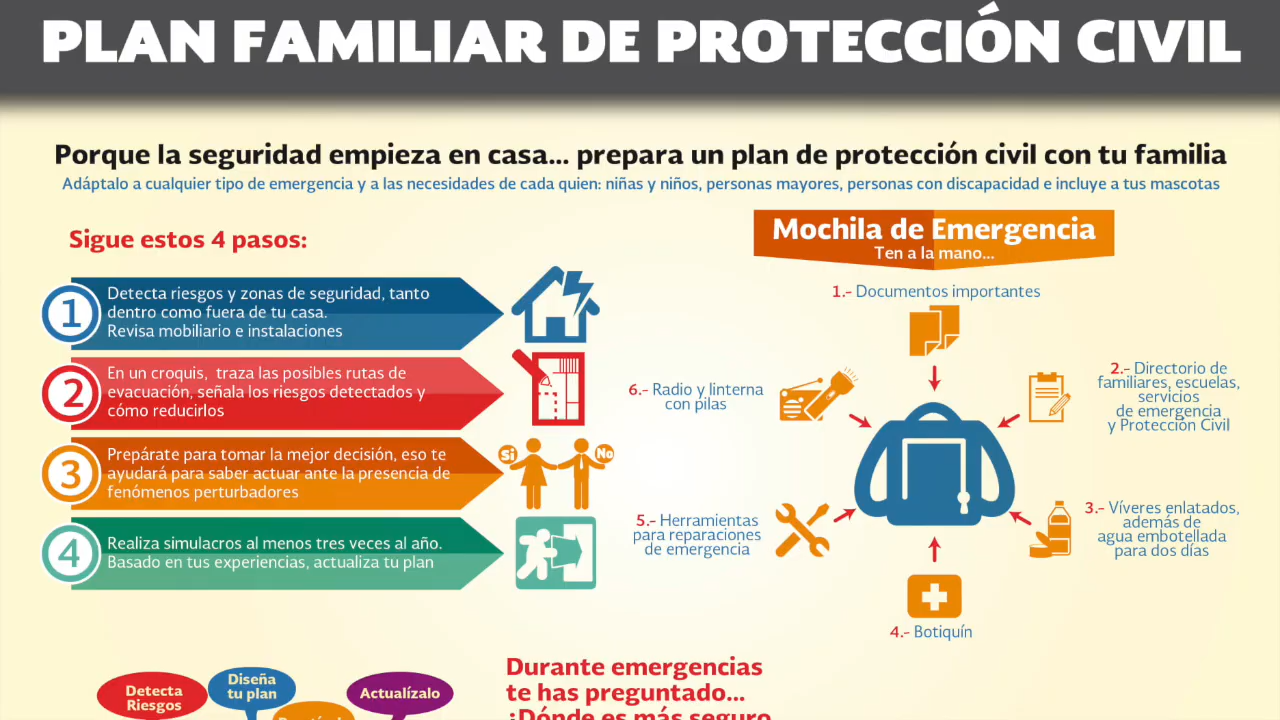 PLAN FAMILIAR DE PROTECCIÓN CIVIL
Porque la seguridad empieza en casa... prepara un plan de protección civil con tu familia
Adáptalo a cualquier tipo de emergencia y a las necesidades de cada quien: niñas y niños, personas mayores, personas con discapacidad e incluye a tus mascotas
Sigue estos 4 pasos:
1
Detecta riesgos y zonas de seguridad, tanto
dentro como fuera de tu casa.
Revisa mobiliario e instalaciones
2
En un croquis, traza las posibles rutas de
evacuación, señala los riesgos detectados y
cómo reducirlos
3
Prepárate para tomar la mejor decisión, eso te
ayudará para saber actuar ante la presencia de
fenómenos perturbadores
Si
No
4
Realiza simulacros al menos tres veces al año.
Basado en tus experiencias, actualiza tu plan
Mochila de Emergencia
Ten a la mano...
1.- Documentos importantes
2.- Directorio de
familiares, escuelas,
servicios
de emergencia
y Protección Civil
3.- Víveres enlatados,
además de
agua embotellada
para dos días
4.- Botiquín
5.- Herramientas
para reparaciones
de emergencia
6.- Radio y linterna
con pilas
Detecta
Riesgos
Diseña
tu plan
Actualízalo
Durante emergencias
te has preguntado...
¿Dónde es más seguro